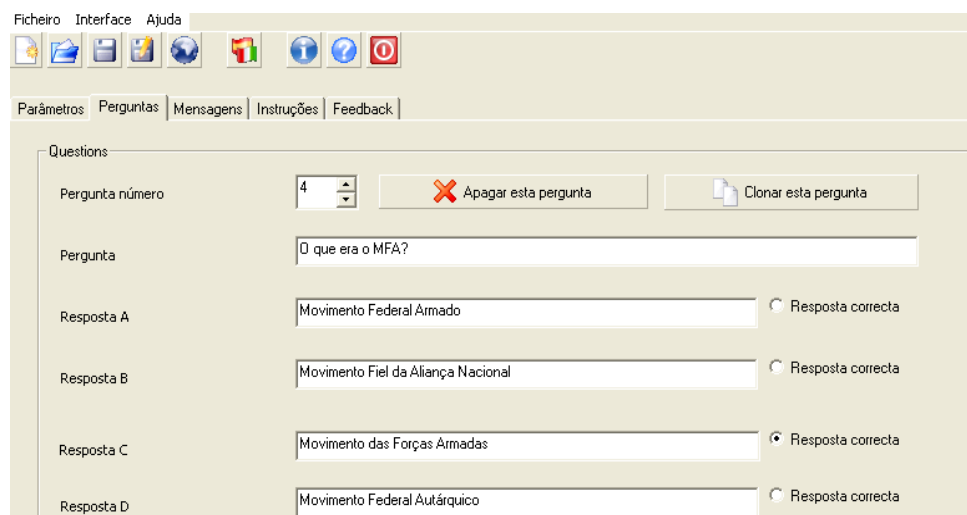 Ficheiro Interface Ajuda
Parâmetros Perguntas Mensagens Instruções Feedback
Questions
Pergunta número 4 Apagar esta pergunta Clonar esta pergunta
Pergunta O que era o MFA?
Resposta A Movimento Federal Armado Resposta correcta
Resposta B Movimento Fiel da Aliança Nacional Resposta correcta
Resposta C Movimento das Forças Armadas Resposta correcta
Resposta D Movimento Federal Autárquico Resposta correcta